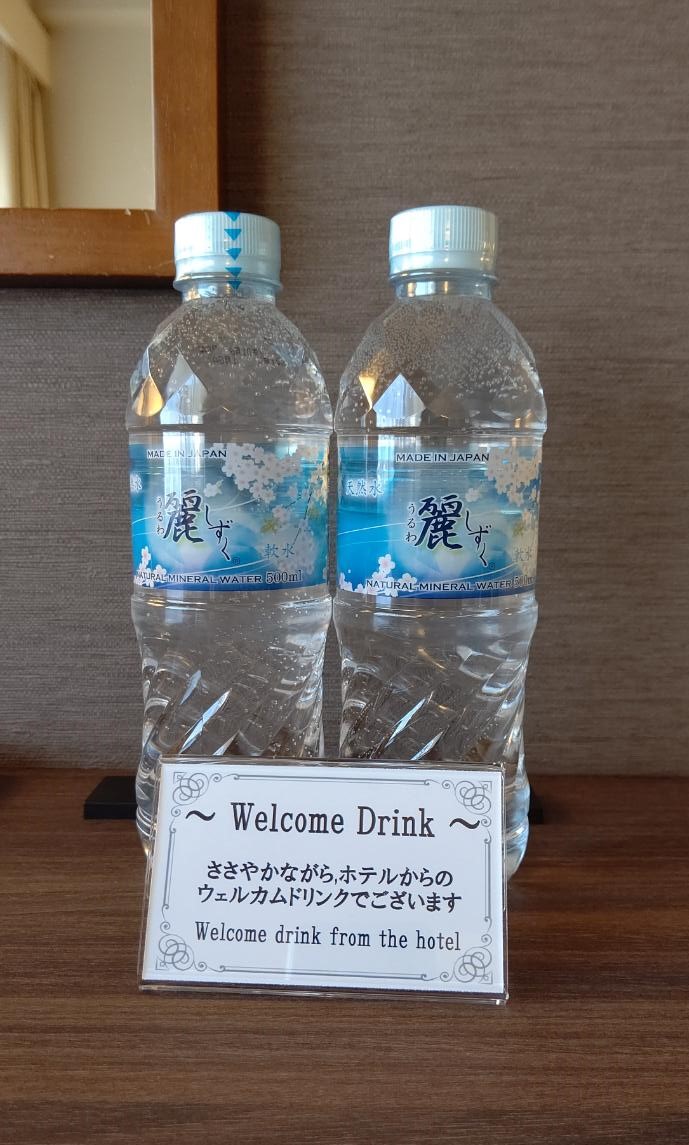 MADE IN JAPAN
うるわ
麗
しずく
軟水
NATURAL MINERAL WATER 500ml
MADE IN JAPAN
天然水
うるわ
麗
しずく
軟水
NATURAL MINERAL WATER 500ml
～ Welcome Drink ～
ささやかながら,ホテルからの
ウェルカムドリンクでございます
Welcome drink from the hotel